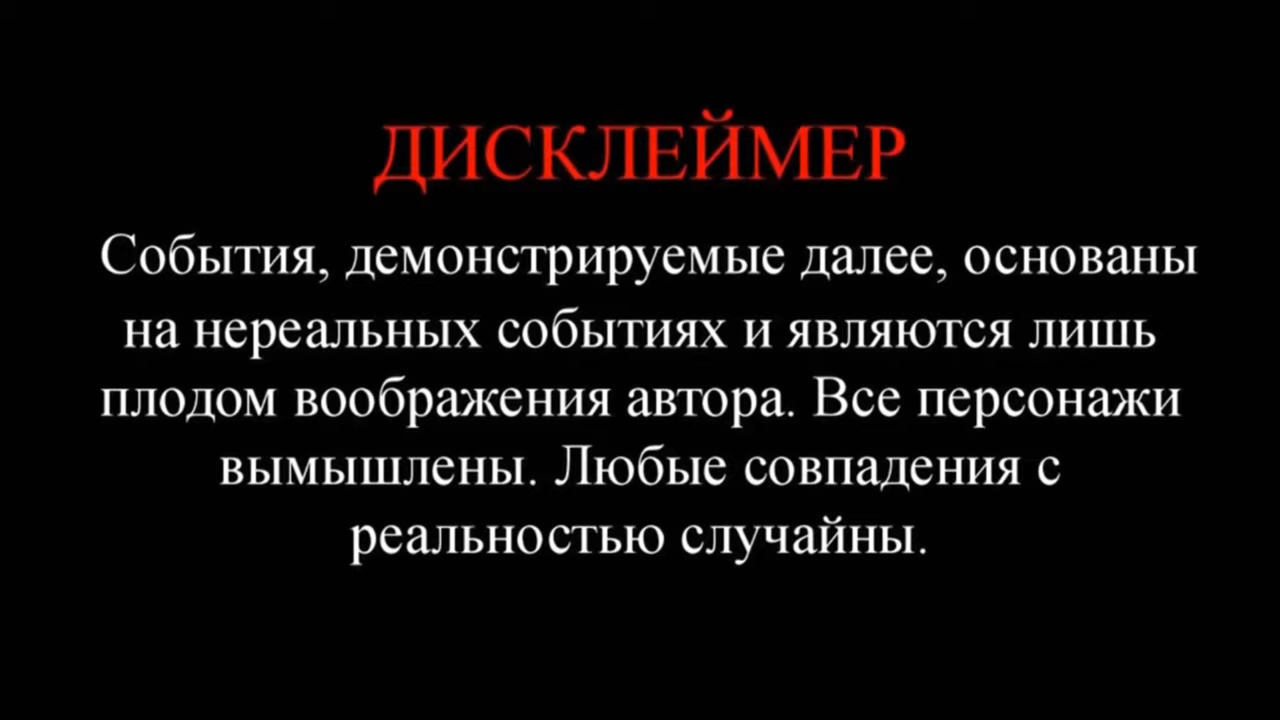 ДИСКЛЕЙМЕР
События, демонстрируемые далее, основаны
на нереальных событиях и являются лишь
плодом воображения автора. Все персонажи
вымышлены. Любые совпадения с
реальностью случайны.